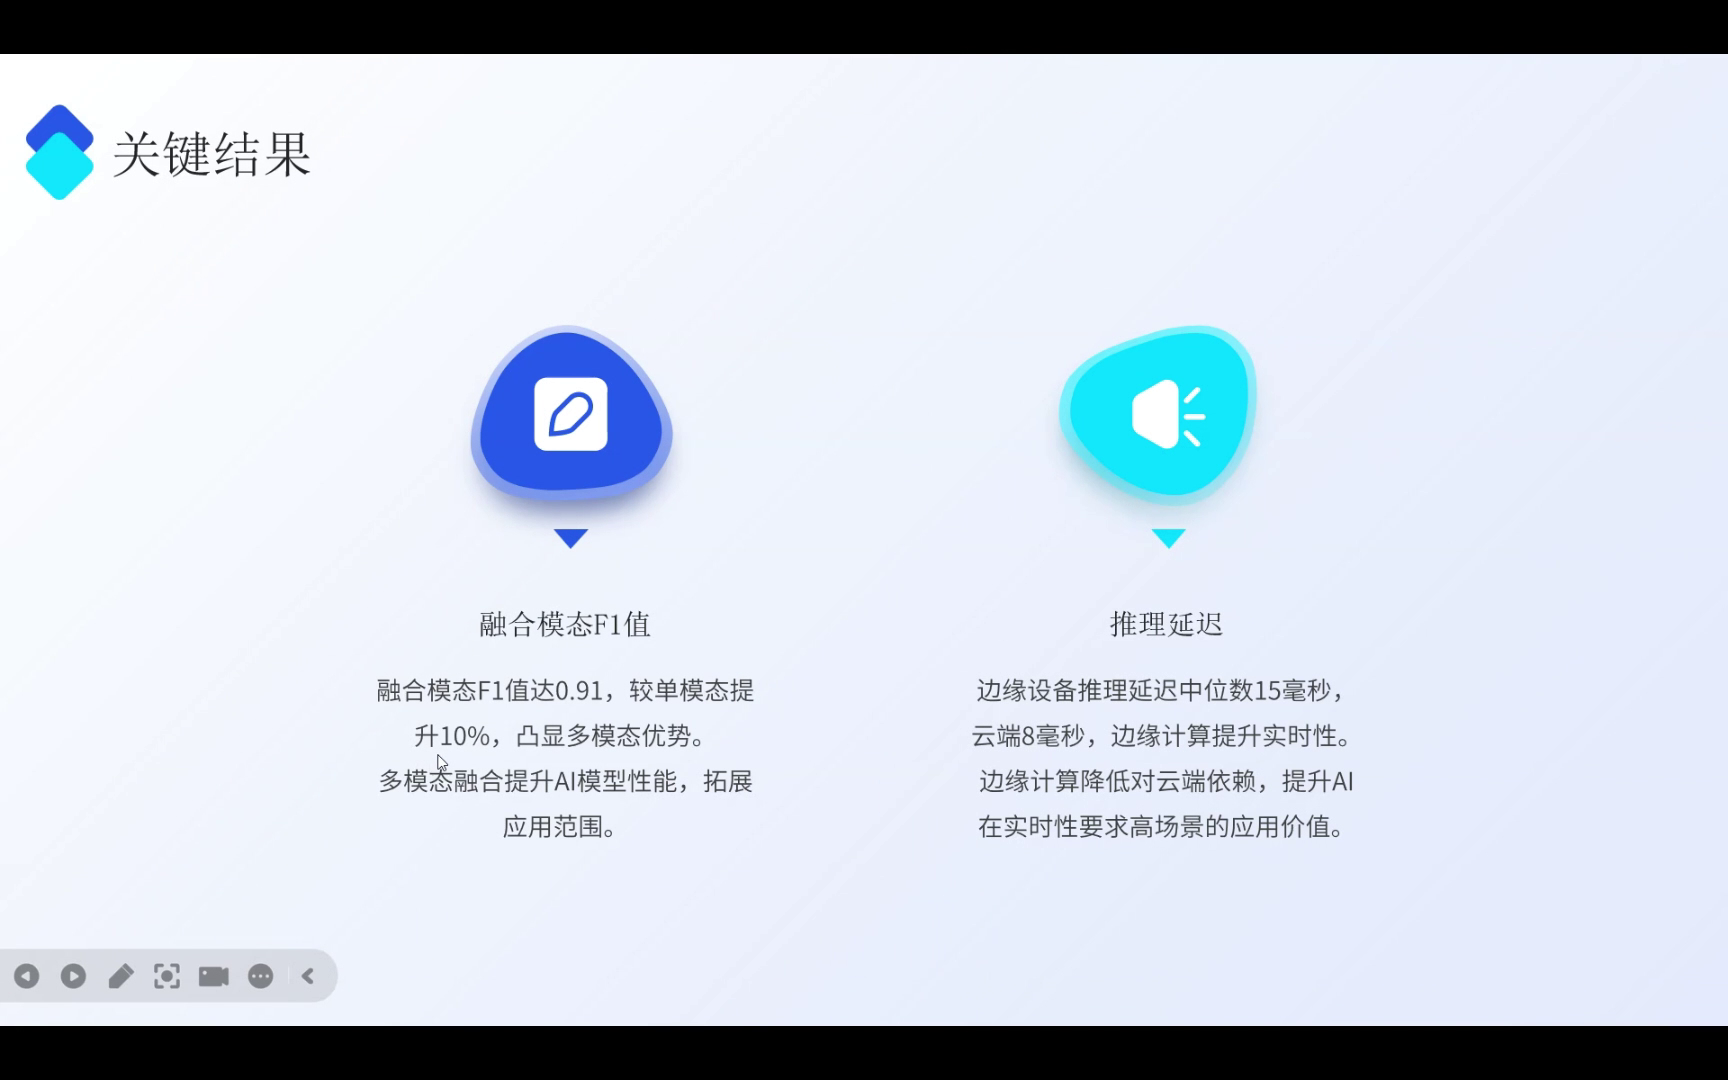 关键结果
融合模态F1值
融合模态F1值达0.91，较单模态提
升10%，凸显多模态优势。
多模态融合提升AI模型性能，拓展
应用范围。
推理延迟
边缘设备推理延迟中位数15毫秒，
云端8毫秒，边缘计算提升实时性。
边缘计算降低对云端依赖，提升AI
在实时性要求高场景的应用价值。